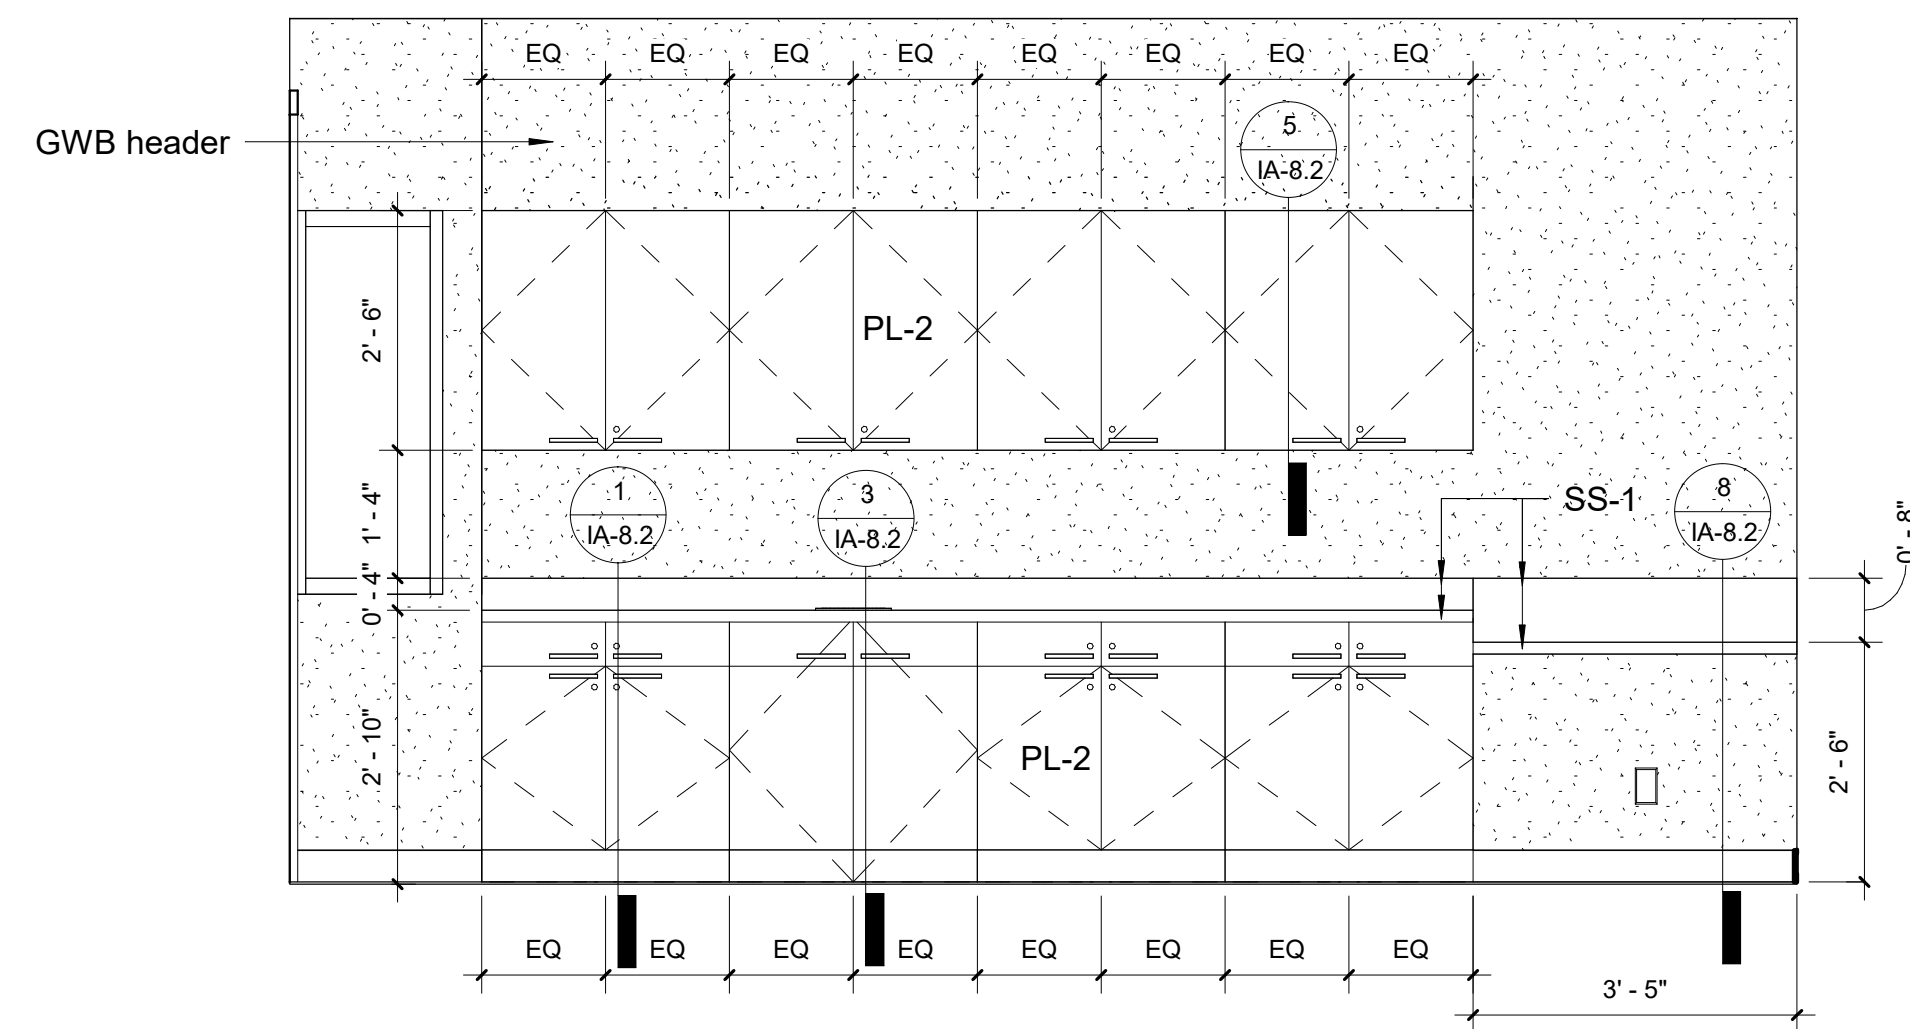 EQ EQ EQ EQ EQ EQ EQ EQ
GWB header
5
IA-8.2
2' - 6"
PL-2
1' - 4"
1
IA-8.2
3
IA-8.2
SS-1
8
IA-8.2
0' - 8"
0' - 4"
2' - 10"
PL-2
2' - 6"
EQ EQ EQ EQ EQ EQ EQ EQ
3' - 5"